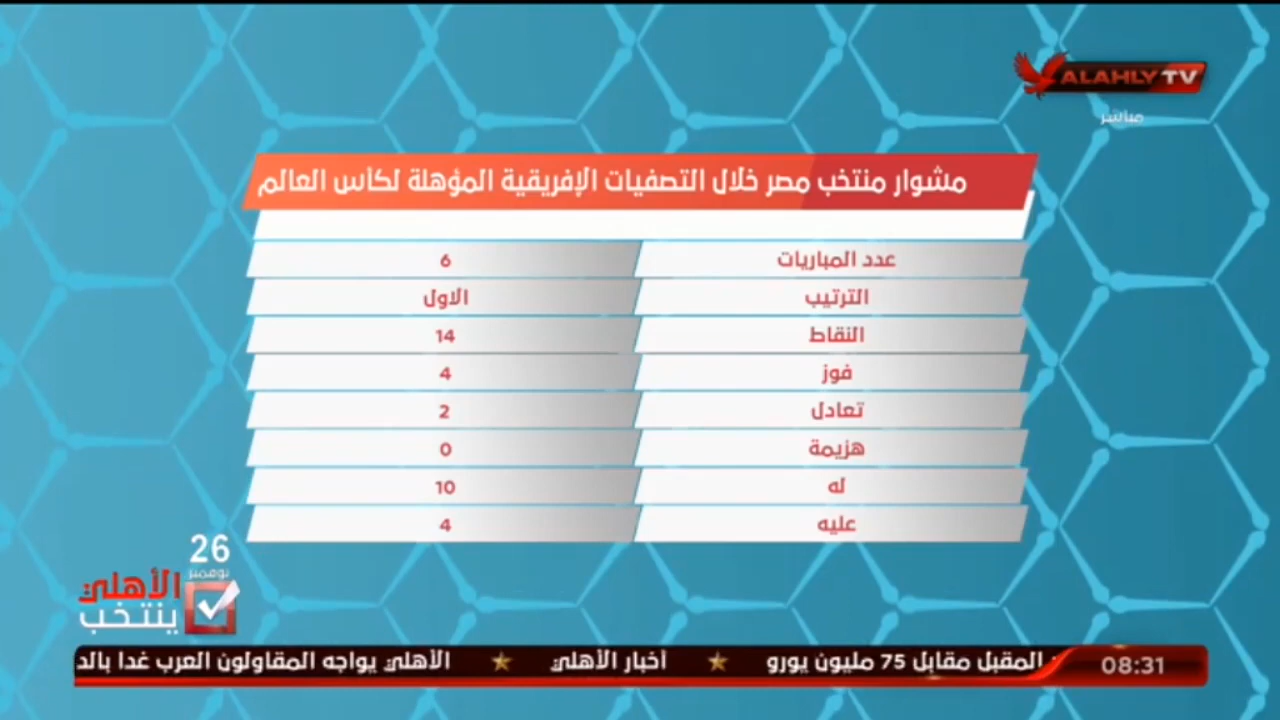 ALAHLY TV
مباشر
مشوار منتخب مصر خلال التصفيات الإفريقية المؤهلة لكأس العالم
عدد المباريات 6
الترتيب الاول
النقاط 14
فوز 4
تعادل 2
هزيمة 0
له 10
عليه 4
26
نوفمبر
الأهلي
ينتخب
08:31 المقبل مقابل 75 مليون يورو ★ أخبار الأهلي ★ الأهلي يواجه المقاولون العرب غدا